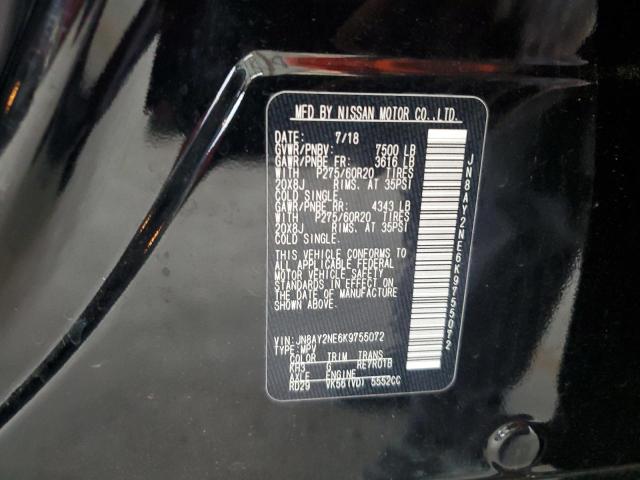 MFD BY NISSAN MOTOR CO.,LTD.
DATE: 7/18
GVWR/PNBV: 7500 LB
GAWR/PNBE FR: 3616 LB
WITH P275/60R20 TIRES
20X8J RIMS. AT 35PSI
COLD SINGLE.
GAWR/PNBE RR: 4343 LB
WITH P275/60R20 TIRES
20X8J RIMS. AT 35PSI
COLD SINGLE.
THIS VEHICLE CONFORMS TO
ALL APPLICABLE FEDERAL
MOTOR VEHICLE SAFETY
STANDARDS IN EFFECT ON
THE DATE OF MANUFACTURE
SHOWN ABOVE.
VIN: JN8AY2NE6K9755072
TYPE: MPV
COLOR TRIM TRANS
KH3 G RE7R01B
AXLE ENGINE
RD29 VK56(VD) 5552CC
JN8AY2NE6K9755072